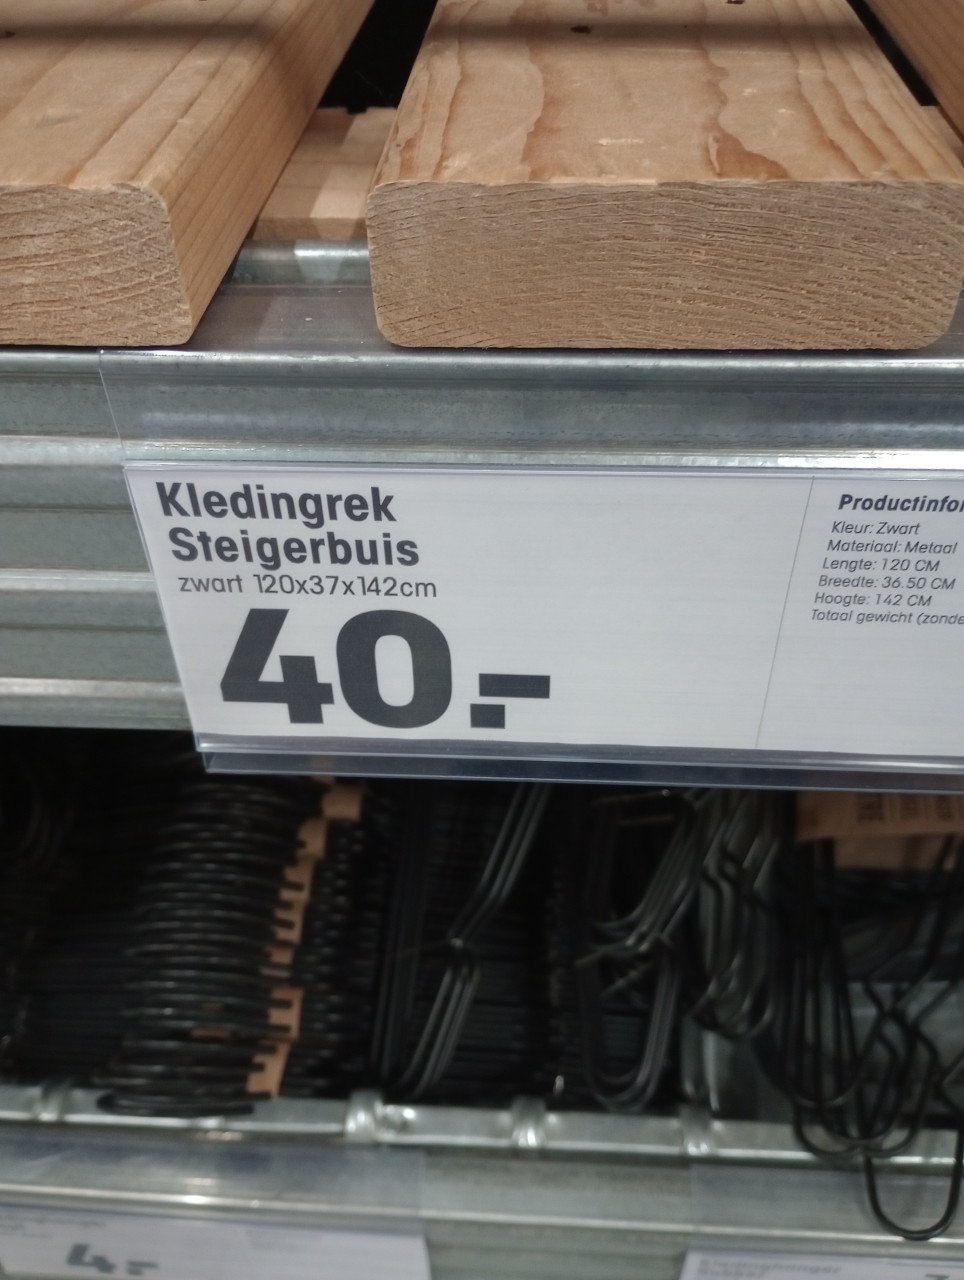 Kledingrek
Steigerbuis
zwart 120x37x142cm
40.-
Productinfor
Kleur: Zwart
Materiaal: Metaal
Lengte: 120 CM
Breedte: 36.50 CM
Hoogte: 142 CM
Totaal gewicht (zonde
4.-